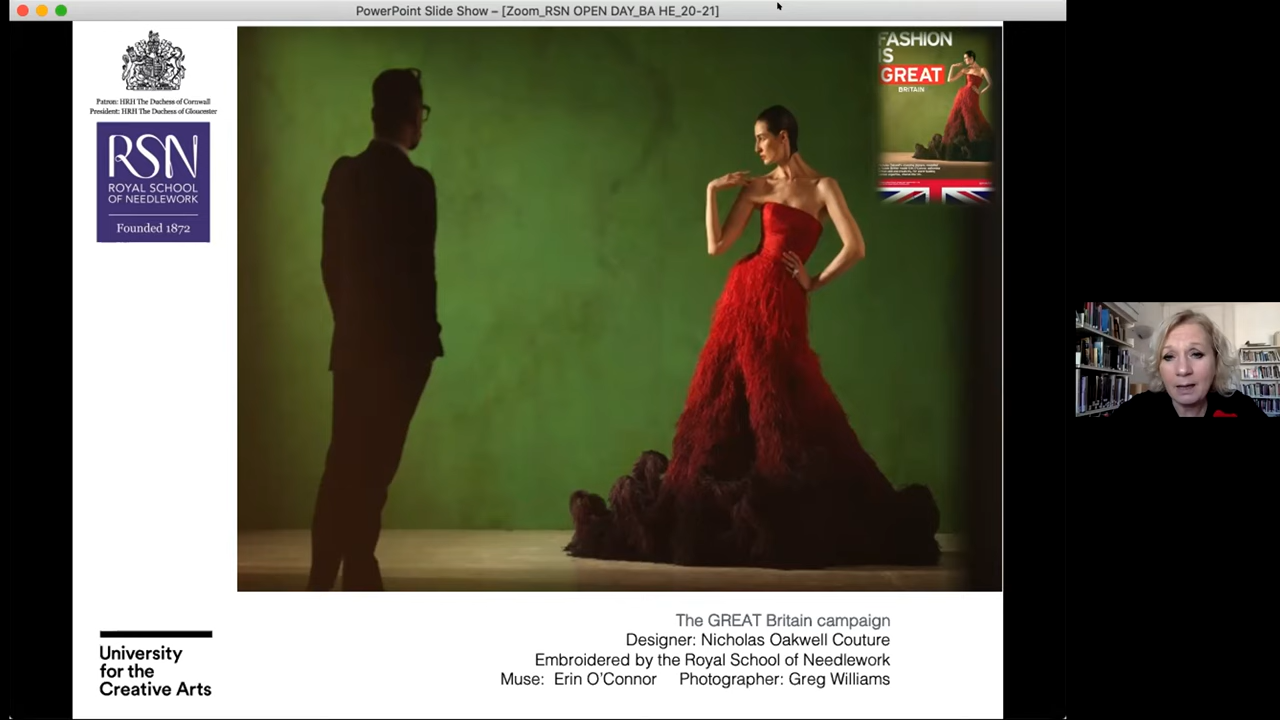 PowerPoint Slide Show – [Zoom_RSN OPEN DAY_BA HE_20-21]
Patron: HRH The Duchess of Cornwall
President: HRH The Duchess of Gloucester
RSN
ROYAL SCHOOL
OF NEEDLEWORK
Founded 1872
FASHION
IS
GREAT
BRITAIN
The GREAT Britain campaign
Designer: Nicholas Oakwell Couture
Embroidered by the Royal School of Needlework
Muse: Erin O’Connor Photographer: Greg Williams
University
for the
Creative Arts